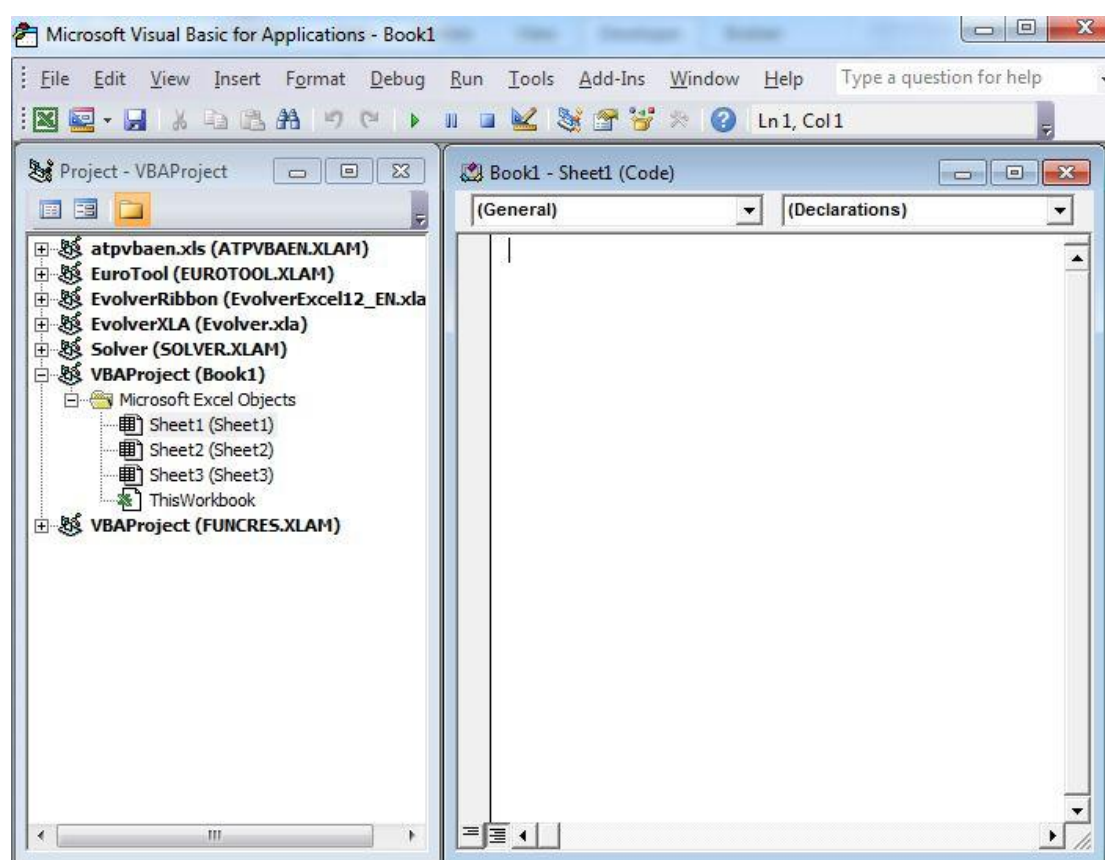 Microsoft Visual Basic for Applications - Book1
File Edit View Insert Format Debug Run Tools Add-Ins Window Help Type a question for help
Ln 1, Col 1
Project - VBAProject
Book1 - Sheet1 (Code)
(General) (Declarations)
atpvbaen.xls (ATPVBAEN.XLAM)
EuroTool (EUROTOOL.XLAM)
EvolverRibbon (EvolverExcel12_EN.xla
EvolverXLA (Evolver.xla)
Solver (SOLVER.XLAM)
VBAProject (Book1)
Microsoft Excel Objects
Sheet1 (Sheet1)
Sheet2 (Sheet2)
Sheet3 (Sheet3)
ThisWorkbook
VBAProject (FUNCRES.XLAM)